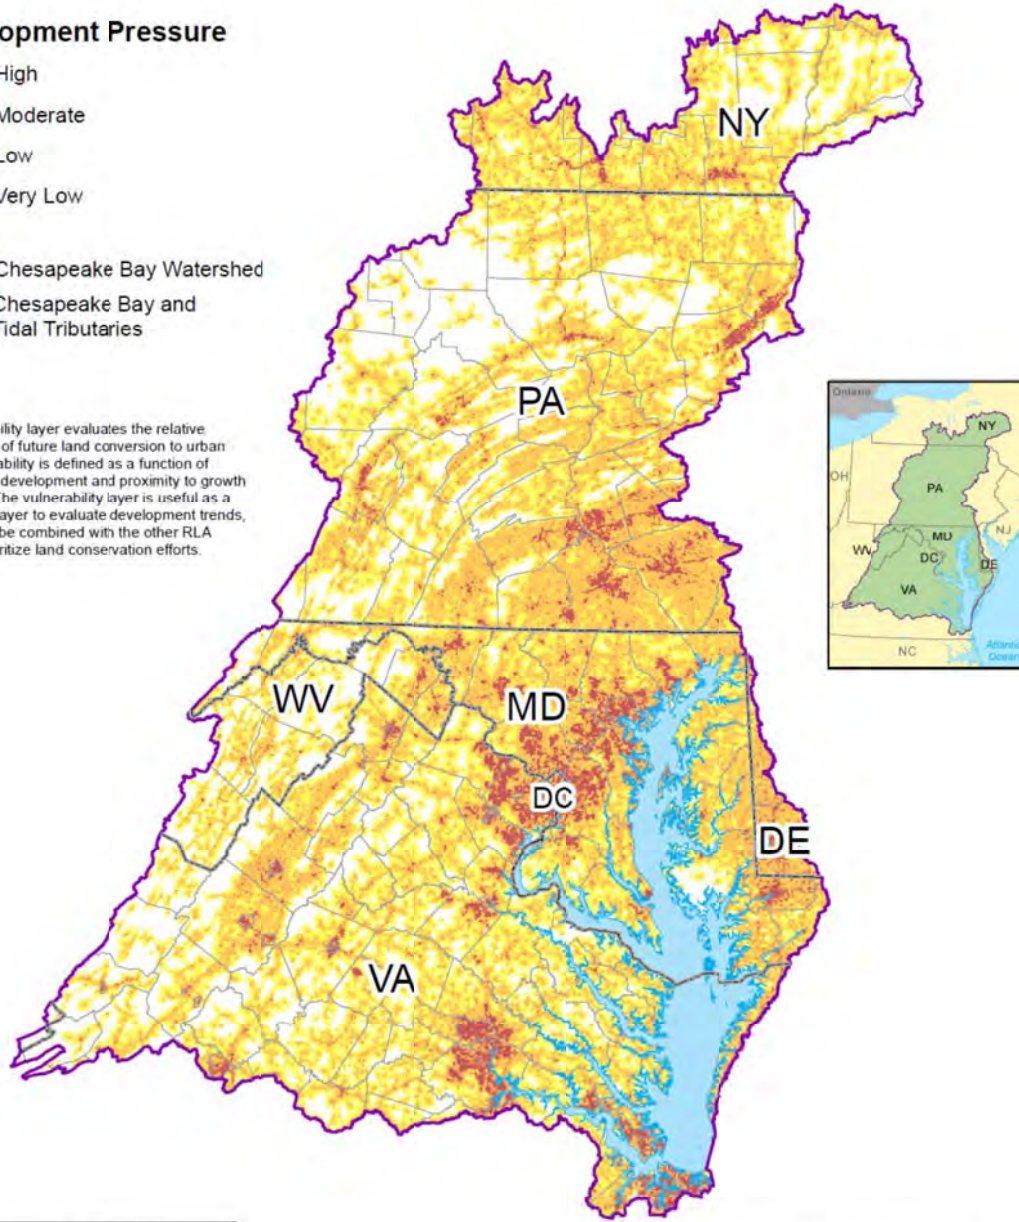 opment Pressure
High
Moderate
Low
Very Low
Chesapeake Bay Watershed
Chesapeake Bay and
Tidal Tributaries
ility layer evaluates the relative
of future land conversion to urban
ability is defined as a function of
development and proximity to growth
The vulnerability layer is useful as a
ayer to evaluate development trends,
be combined with the other RLA
ritize land conservation efforts.
NY
PA
WV
MD
DC
DE
VA
Ontario
NY
OH
PA
NJ
MD
WV
DC
DE
VA
NC
Atlantic
Ocean